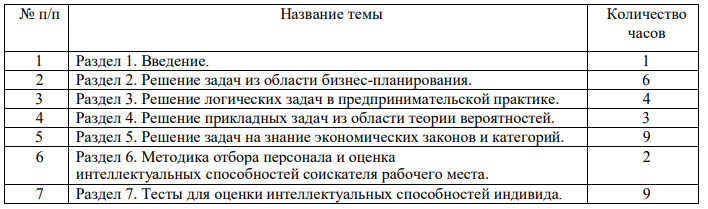 № п/п Название темы Количество часов
1 Раздел 1. Введение. 1
2 Раздел 2. Решение задач из области бизнес-планирования. 6
3 Раздел 3. Решение логических задач в предпринимательской практике. 4
4 Раздел 4. Решение прикладных задач из области теории вероятностей. 3
5 Раздел 5. Решение задач на знание экономических законов и категорий. 9
6 Раздел 6. Методика отбора персонала и оценка 2
интеллектуальных способностей соискателя рабочего места.
7 Раздел 7. Тесты для оценки интеллектуальных способностей индивида. 9